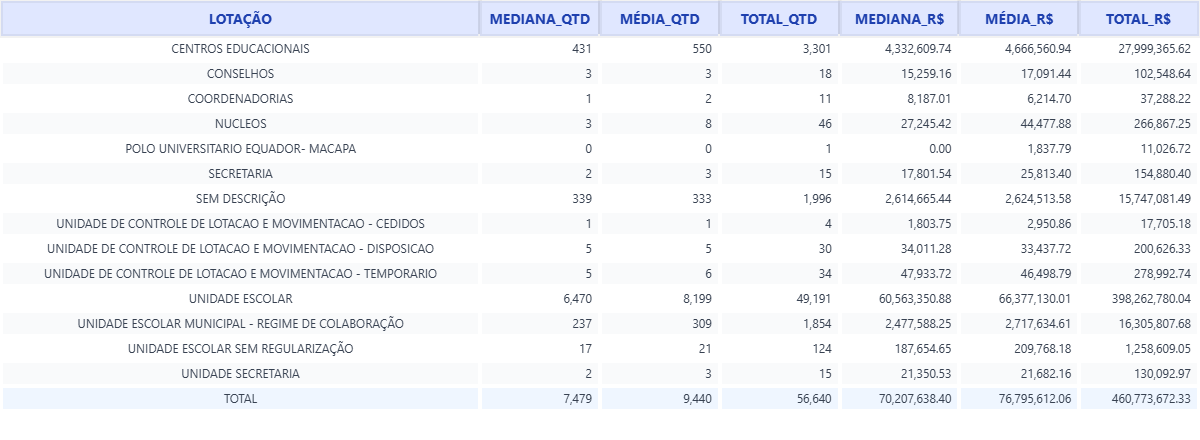 LOTAÇÃO MEDIANA_QTD MÉDIA_QTD TOTAL_QTD MEDIANA_R$ MÉDIA_R$ TOTAL_R$
CENTROS EDUCACIONAIS 431 550 3,301 4,332,609.74 4,666,560.94 27,999,365.62
CONSELHOS 3 3 18 15,259.16 17,091.44 102,548.64
COORDENADORIAS 1 2 11 8,187.01 6,214.70 37,288.22
NUCLEOS 3 8 46 27,245.42 44,477.88 266,867.25
POLO UNIVERSITARIO EQUADOR- MACAPA 0 0 1 0.00 1,837.79 11,026.72
SECRETARIA 2 3 15 17,801.54 25,813.40 154,880.40
SEM DESCRIÇÃO 339 333 1,996 2,614,665.44 2,624,513.58 15,747,081.49
UNIDADE DE CONTROLE DE LOTACAO E MOVIMENTACAO - CEDIDOS 1 1 4 1,803.75 2,950.86 17,705.18
UNIDADE DE CONTROLE DE LOTACAO E MOVIMENTACAO - DISPOSICAO 5 5 30 34,011.28 33,437.72 200,626.33
UNIDADE DE CONTROLE DE LOTACAO E MOVIMENTACAO - TEMPORARIO 5 6 34 47,933.72 46,498.79 278,992.74
UNIDADE ESCOLAR 6,470 8,199 49,191 60,563,350.88 66,377,130.01 398,262,780.04
UNIDADE ESCOLAR MUNICIPAL - REGIME DE COLABORAÇÃO 237 309 1,854 2,477,588.25 2,717,634.61 16,305,807.68
UNIDADE ESCOLAR SEM REGULARIZAÇÃO 17 21 124 187,654.65 209,768.18 1,258,609.05
UNIDADE SECRETARIA 2 3 15 21,350.53 21,682.16 130,092.97
TOTAL 7,479 9,440 56,640 70,207,638.40 76,795,612.06 460,773,672.33